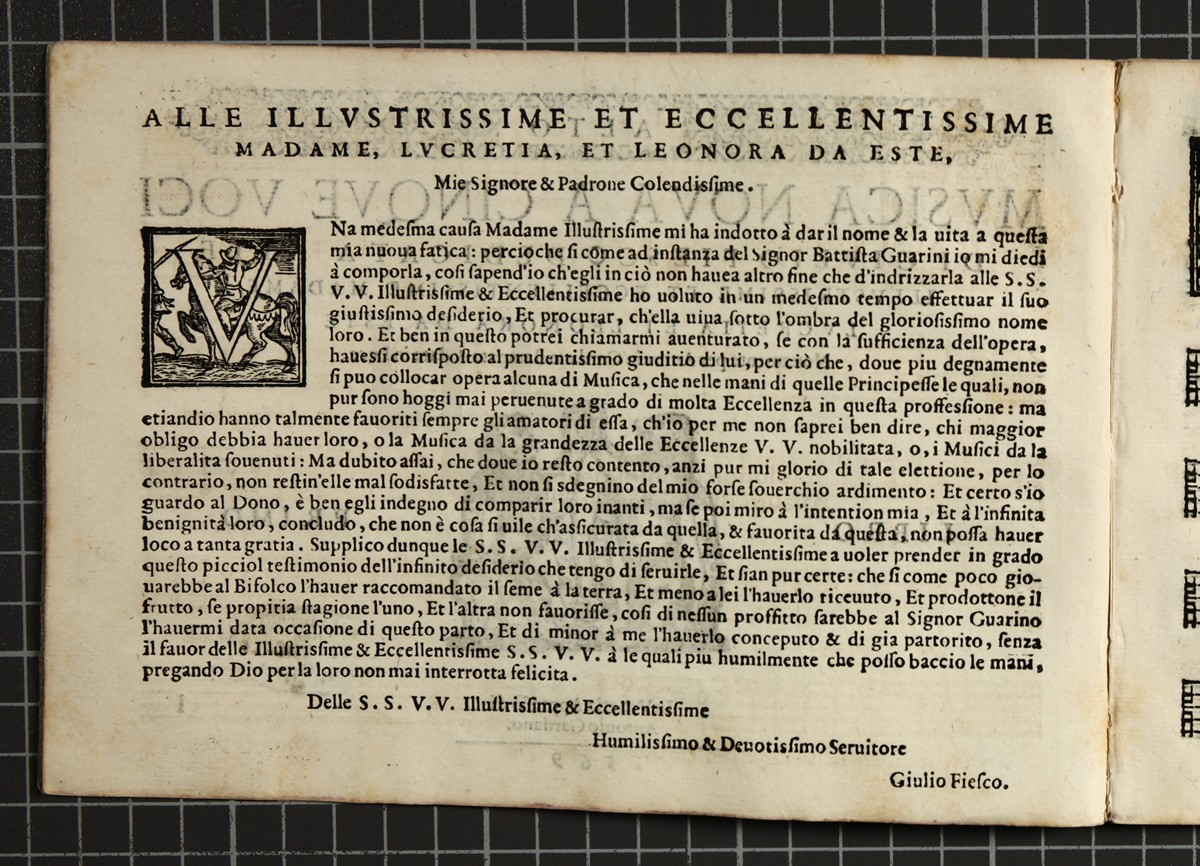 ALLE ILLVSTRISSIME ET ECCELLENTISSIME
MADAME, LVCRETIA, ET LEONORA DA ESTE,
Mie Signore & Padrone Colendisſime.
VNa medeſma cauſa Madame Illuſtriſſime mi ha indotto à dar il nome & la uita a queſta
mia nuoua fatica: percioche ſi come ad inſtanza del Signor Battiſta Guarini io mi diedi
à comporla, coſi ſapend'io ch'egli in ciò non hauea altro fine che d'indrizzarla alle S. S.
V. V. Illuſtrisſime & Eccellentisſime ho uoluto in un medeſmo tempo effettuar il ſuo
giuſtisſimo deſiderio, Et procurar, ch'ella uiua ſotto l'ombra del glorioſisſimo nome
loro. Et ben in queſto potrei chiamarmi auenturato, ſe con la ſufficienza dell'opera,
hauesſi corriſpoſto al prudentisſimo giuditio di lui, per ciò che, doue piu degnamente
ſi puo collocar opera alcuna di Muſica, che nelle mani di quelle Principeſſe le quali, non
pur ſono hoggi mai peruenute a grado di molta Eccellenza in queſta proffesſione: ma
etiandio hanno talmente fauoriti ſempre gli amatori di eſſa, ch'io per me non ſaprei ben dire, chi maggior
obligo debbia hauer loro, o la Muſica da la grandezza delle Eccellenze V. V. nobilitata, o, i Muſici da la
liberalita ſouenuti: Ma dubito aſſai, che doue io reſto contento, anzi pur mi glorio di tale elettione, per lo
contrario, non reſtin'elle mal ſodisfatte, Et non ſi sdegnino del mio forſe ſouerchio ardimento: Et certo s'io
guardo al Dono, è ben egli indegno di comparir loro inanti, ma ſe poi miro à l'intention mia, Et à l'infinita
benignità loro, concludo, che non è coſa ſi uile ch'asſicurata da quella, & fauorita da queſta, non poſſa hauer
loco a tanta gratia. Supplico dunque le S. S. V. V. Illuſtrisſime & Eccellentisſime a uoler prender in grado
queſto picciol teſtimonio dell'infinito deſiderio che tengo di ſeruirle, Et ſian pur certe: che ſi come poco gio-
uarebbe al Bifolco l'hauer raccomandato il ſeme à la terra, Et meno a lei l'hauerlo riceuuto, Et prodottone il
frutto, ſe propitia ſtagione l'uno, Et l'altra non fauoriſſe, coſi di neſſun proffitto ſarebbe al Signor Guarino
l'hauermi data occaſione di queſto parto, Et di minor à me l'hauerlo conceputo & di gia partorito, ſenza
il fauor delle Illuſtrisſime & Eccellentisſime S. S. V. V. à le quali piu humilmente che poſſo baccio le mani,
pregando Dio per la loro non mai interrotta felicita.
Delle S. S. V. V. Illuſtrisſime & Eccellentisſime
Humilisſimo & Deuotisſimo Seruitore
Giulio Fieſco.